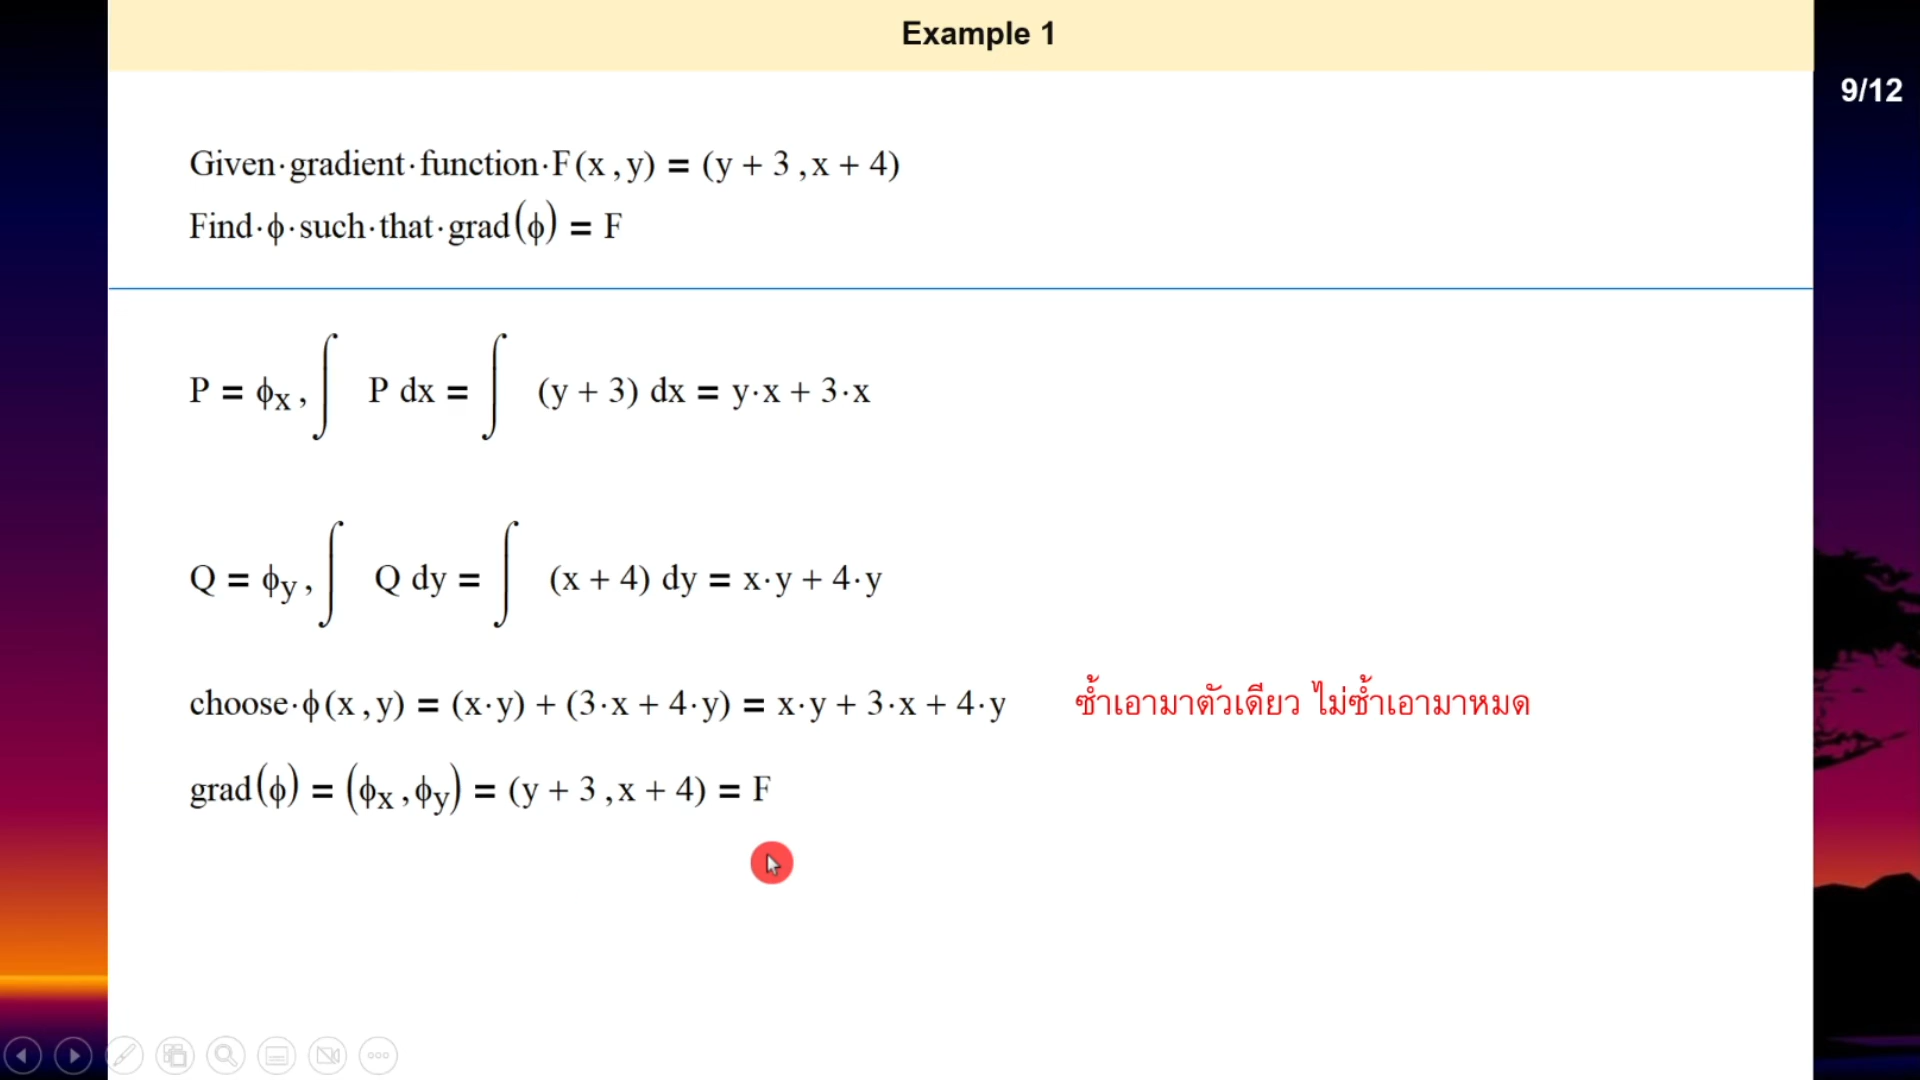 Example 1
9/12
Given·gradient·function·F(x,y) = (y + 3 ,x + 4)
Find·ϕ·such·that·grad(ϕ) = F
P = ϕx , ∫ P dx = ∫ (y + 3) dx = y·x + 3·x
Q = ϕy , ∫ Q dy = ∫ (x + 4) dy = x·y + 4·y
choose·ϕ(x,y) = (x·y) + (3·x + 4·y) = x·y + 3·x + 4·y ซ้ำเอามาตัวเดียว ไม่ซ้ำเอามาหมด
grad(ϕ) = (ϕx ,ϕy) = (y + 3 ,x + 4) = F